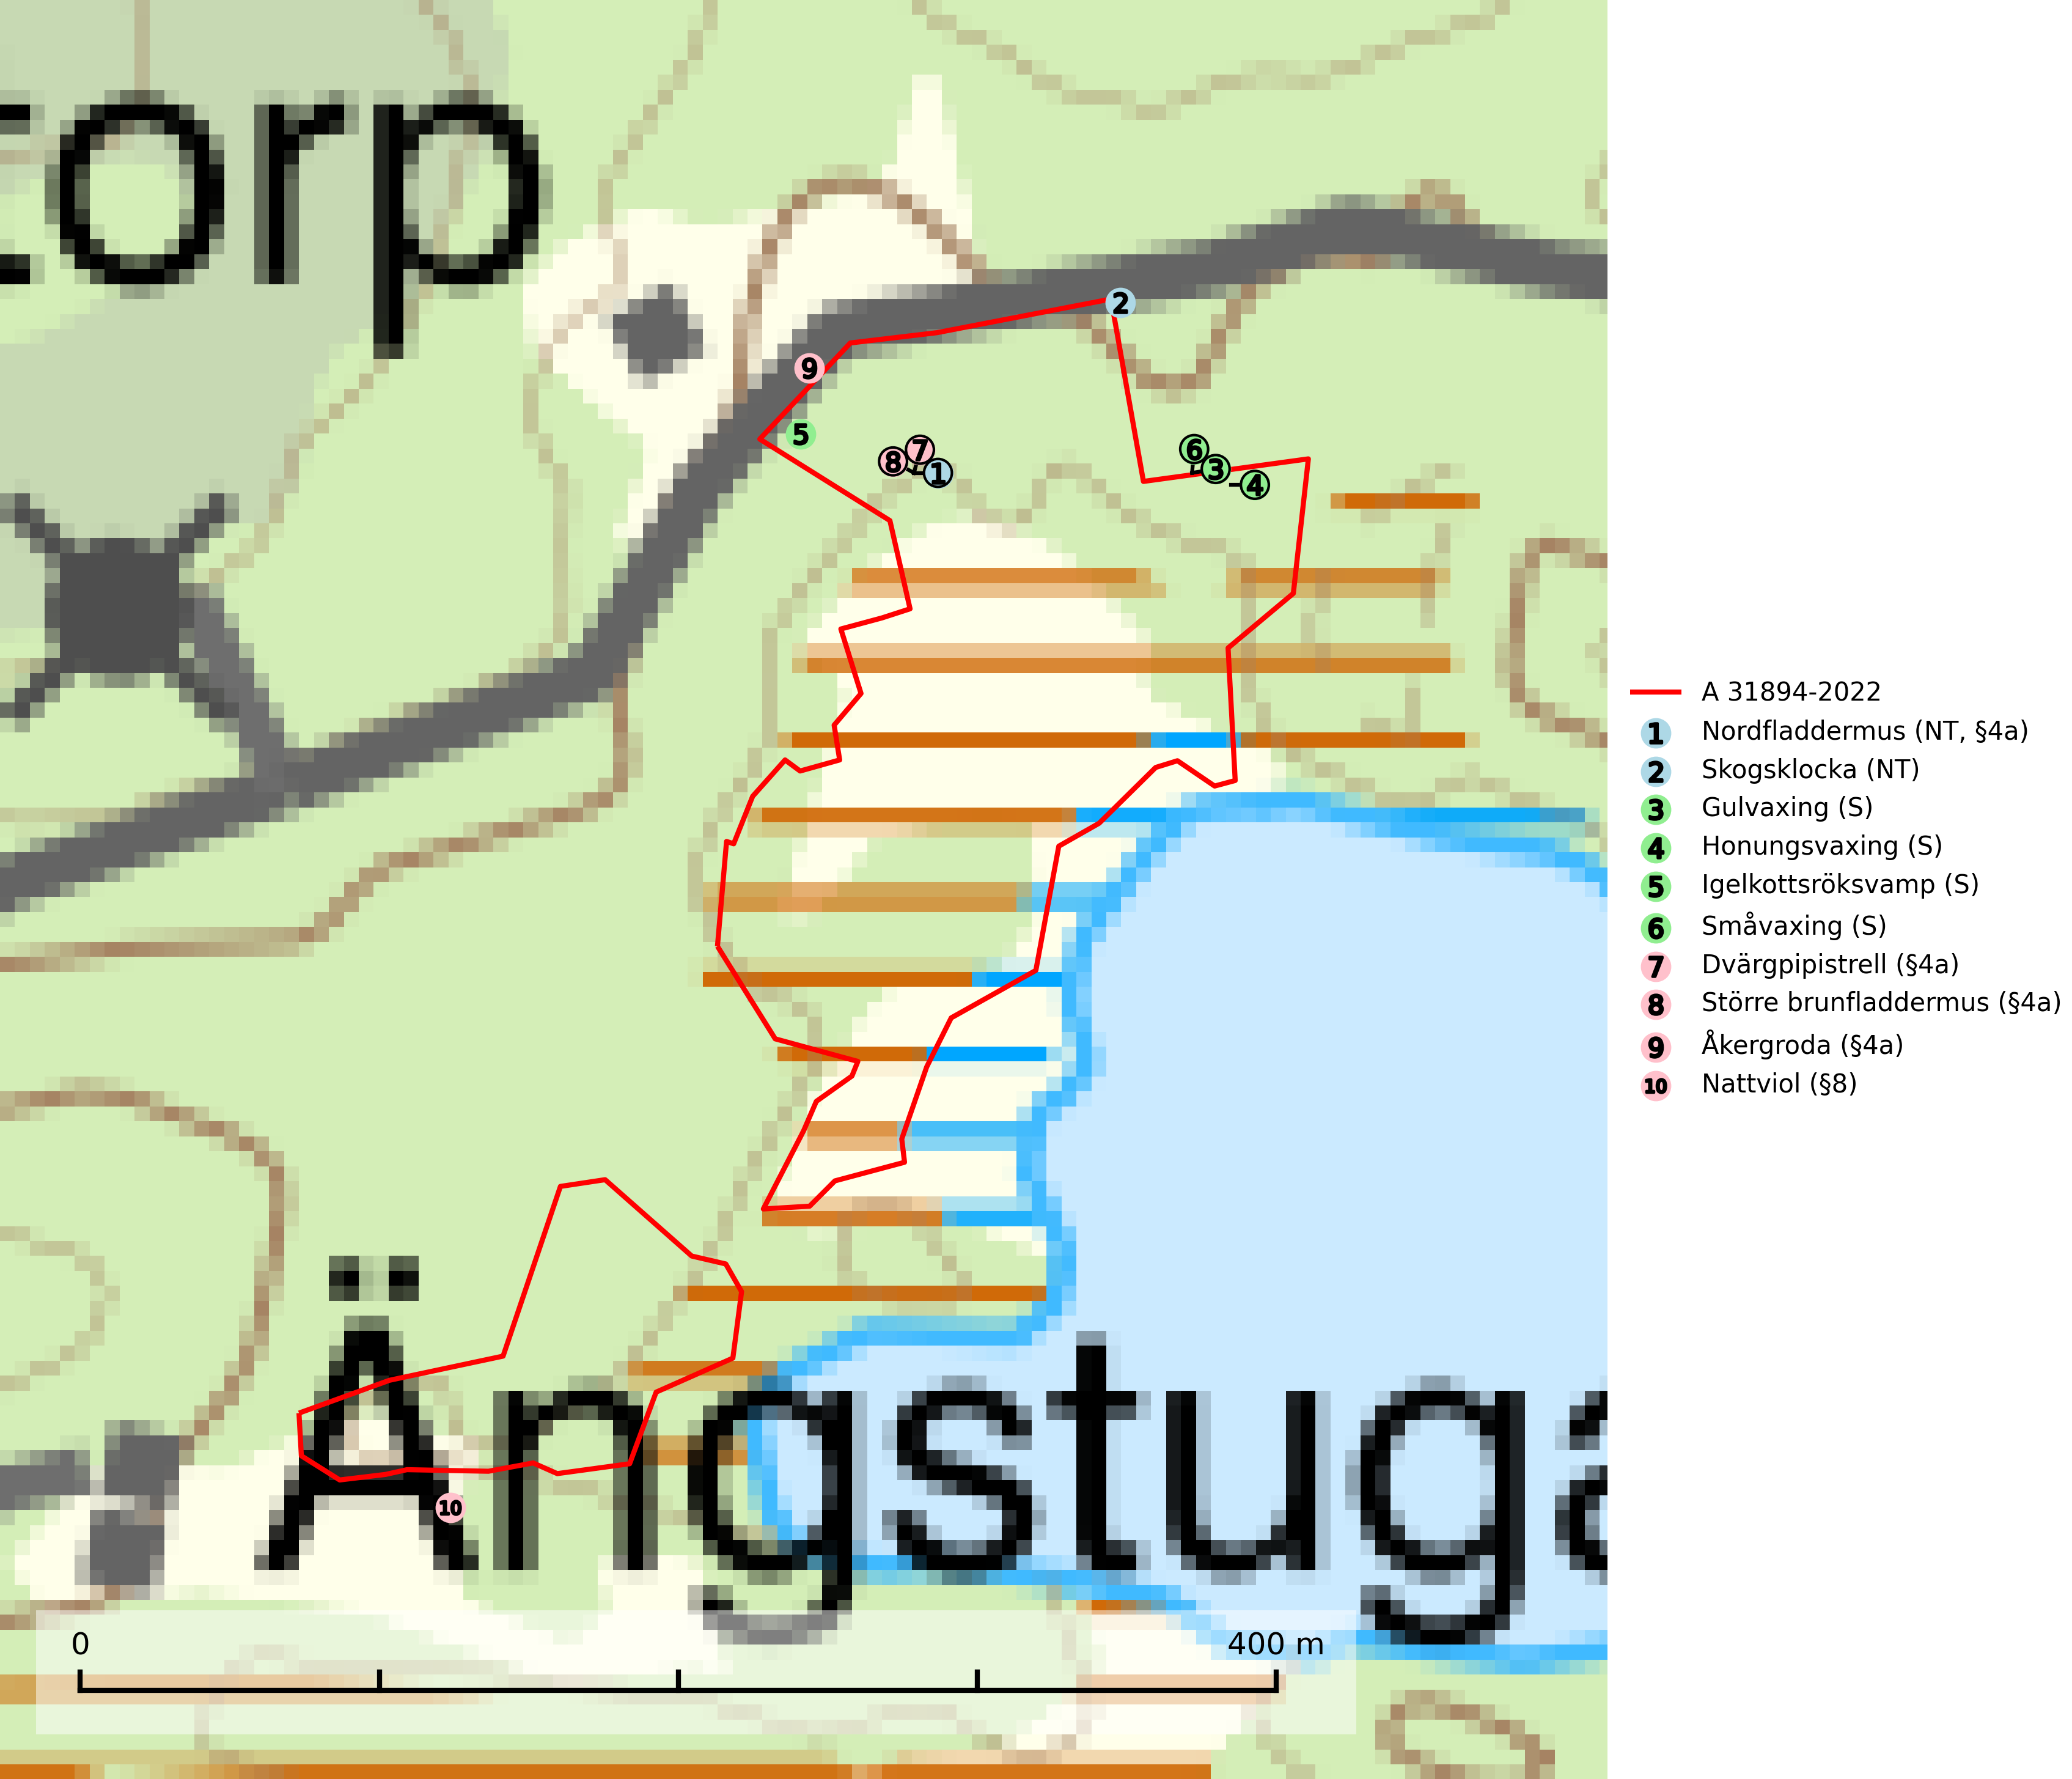 torp
2
9
5
6
7
8
3
1
4
Ängstuga
10
0
400 m
A 31894-2022
1 Nordfladdermus (NT, §4a)
2 Skogsklocka (NT)
3 Gulvaxing (S)
4 Honungsvaxing (S)
5 Igelkottsröksvamp (S)
6 Småvaxing (S)
7 Dvärgpipistrell (§4a)
8 Större brunfladdermus (§4a)
9 Åkergroda (§4a)
10 Nattviol (§8)